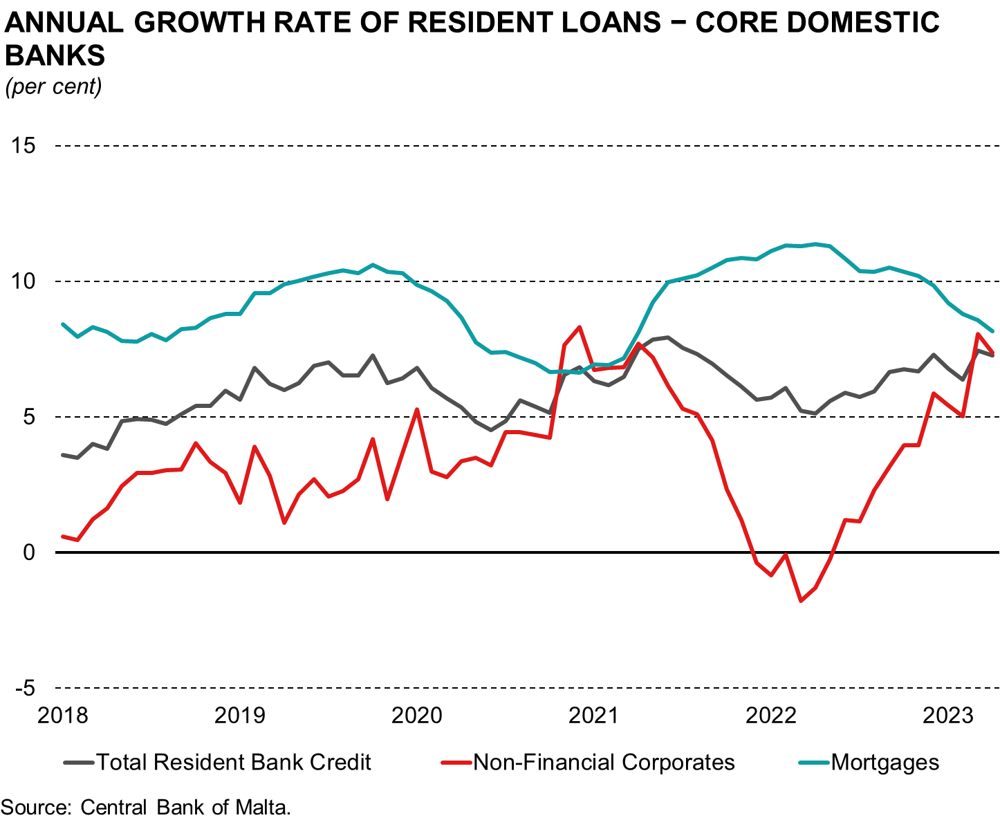 ANNUAL GROWTH RATE OF RESIDENT LOANS – CORE DOMESTIC
BANKS
(per cent)
15
10
5
0
-5
2018 2019 2020 2021 2022 2023
Total Resident Bank Credit Non-Financial Corporates Mortgages
Source: Central Bank of Malta.